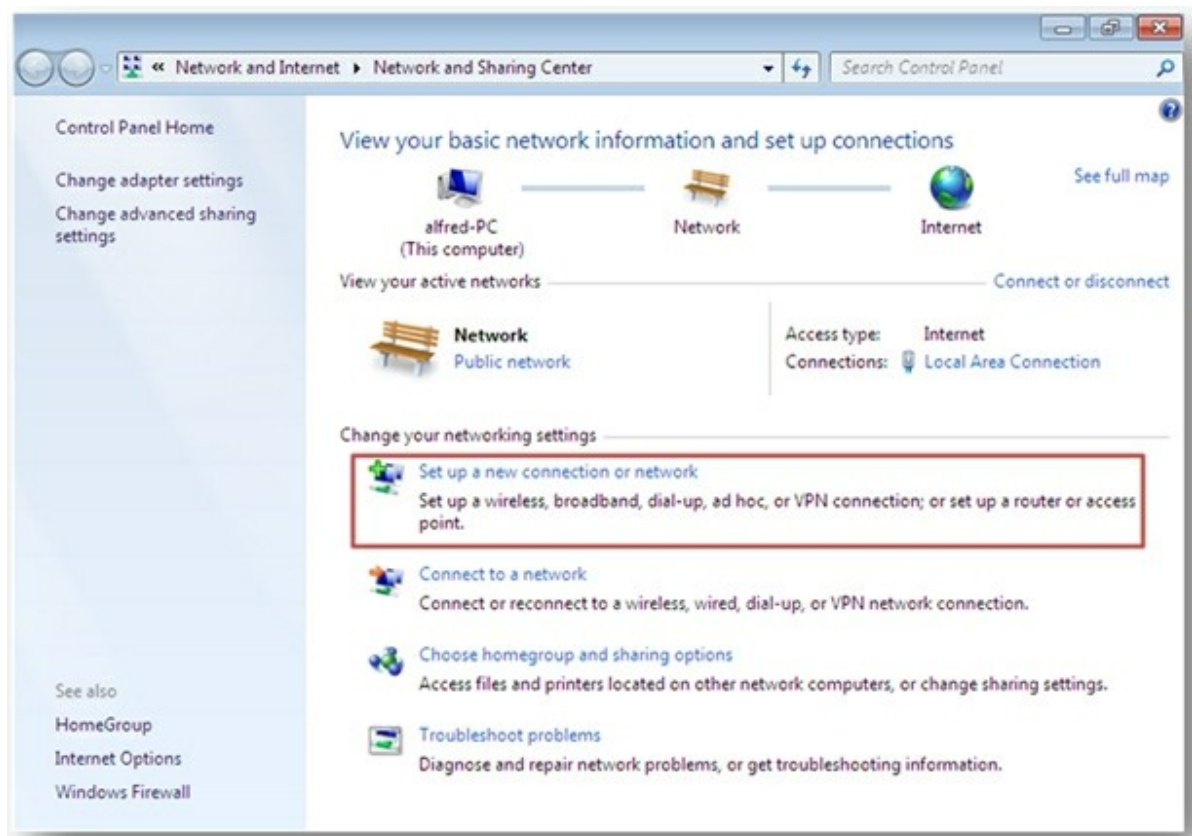 « Network and Internet ▸ Network and Sharing Center
Search Control Panel
Control Panel Home
Change adapter settings
Change advanced sharing
settings
See also
HomeGroup
Internet Options
Windows Firewall
View your basic network information and set up connections
See full map
alfred-PC
(This computer)
Network
Internet
View your active networks
Connect or disconnect
Network
Public network
Access type: Internet
Connections: Local Area Connection
Change your networking settings
Set up a new connection or network
Set up a wireless, broadband, dial-up, ad hoc, or VPN connection; or set up a router or access
point.
Connect to a network
Connect or reconnect to a wireless, wired, dial-up, or VPN network connection.
Choose homegroup and sharing options
Access files and printers located on other network computers, or change sharing settings.
Troubleshoot problems
Diagnose and repair network problems, or get troubleshooting information.